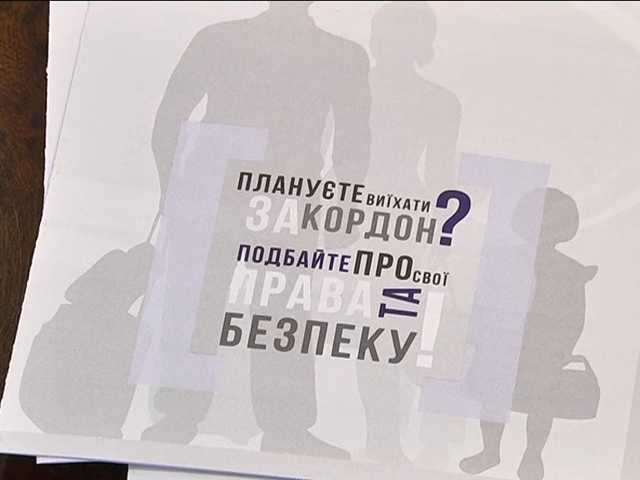 ПЛАНУЄТЕ ВИЇХАТИ
ЗА КОРДОН?
ПОДБАЙТЕ ПРО СВОЇ
ПРАВА ТА
БЕЗПЕКУ!